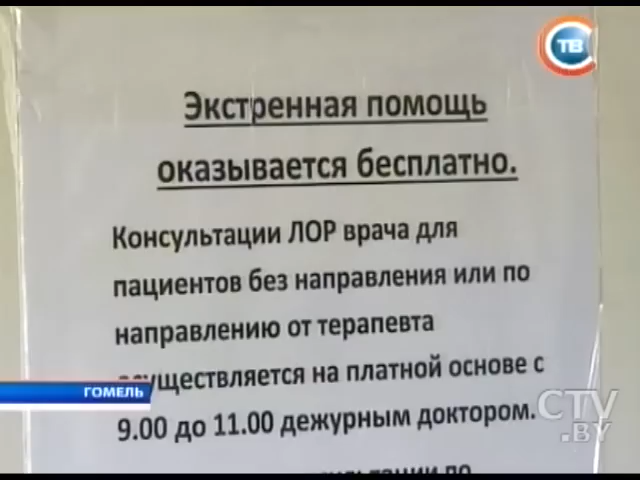 СТВ
Экстренная помощь
оказывается бесплатно.
Консультации ЛОР врача для
пациентов без направления или по
направлению от терапевта
осуществляется на платной основе с
9.00 до 11.00 дежурным доктором.
ГОМЕЛЬ
CTV
.BY